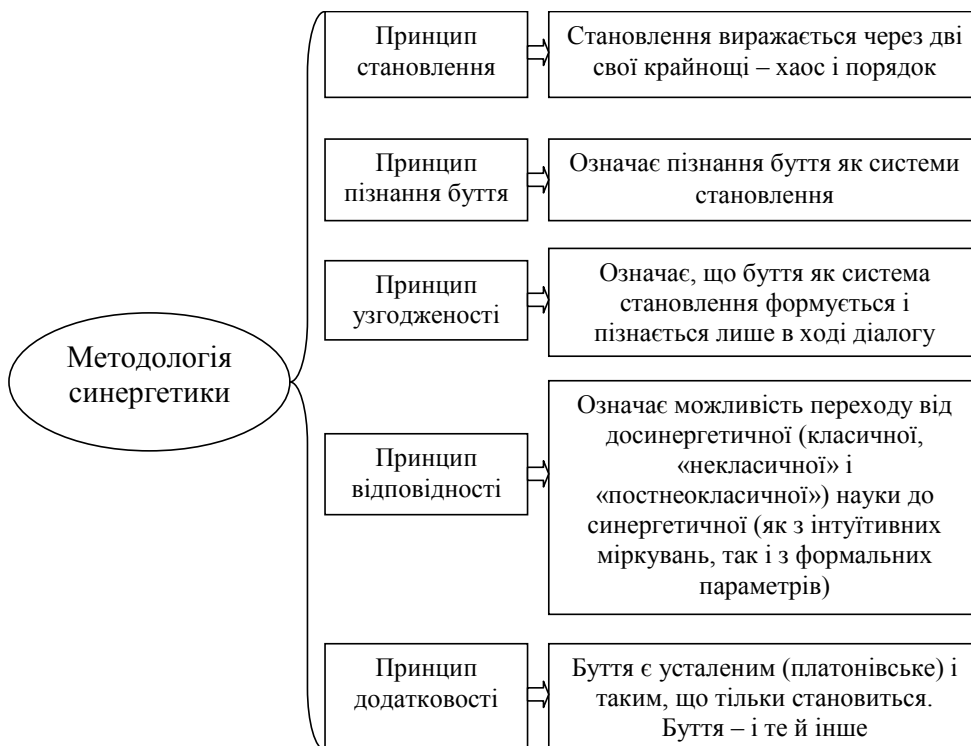 Методологія
синергетики
Принцип
становлення
Становлення виражається через дві
свої крайнощі – хаос і порядок
Принцип
пізнання буття
Означає пізнання буття як системи
становлення
Принцип
узгодженості
Означає, що буття як система
становлення формується і
пізнається лише в ході діалогу
Принцип
відповідності
Означає можливість переходу від
досинергетичної (класичної,
«некласичної» і
«постнеокласичної») науки до
синергетичної (як з інтуїтивних
міркувань, так і з формальних
параметрів)
Принцип
додатковості
Буття є усталеним (платонівське) і
таким, що тільки становиться.
Буття – і те й інше